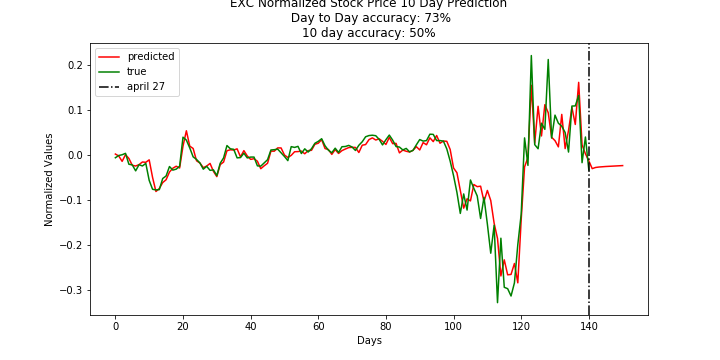 EXC Normalized Stock Price 10 Day Prediction
Day to Day accuracy: 73%
10 day accuracy: 50%
predicted
true
april 27
Normalized Values
0.2
0.1
0.0
−0.1
−0.2
−0.3
0 20 40 60 80 100 120 140
Days